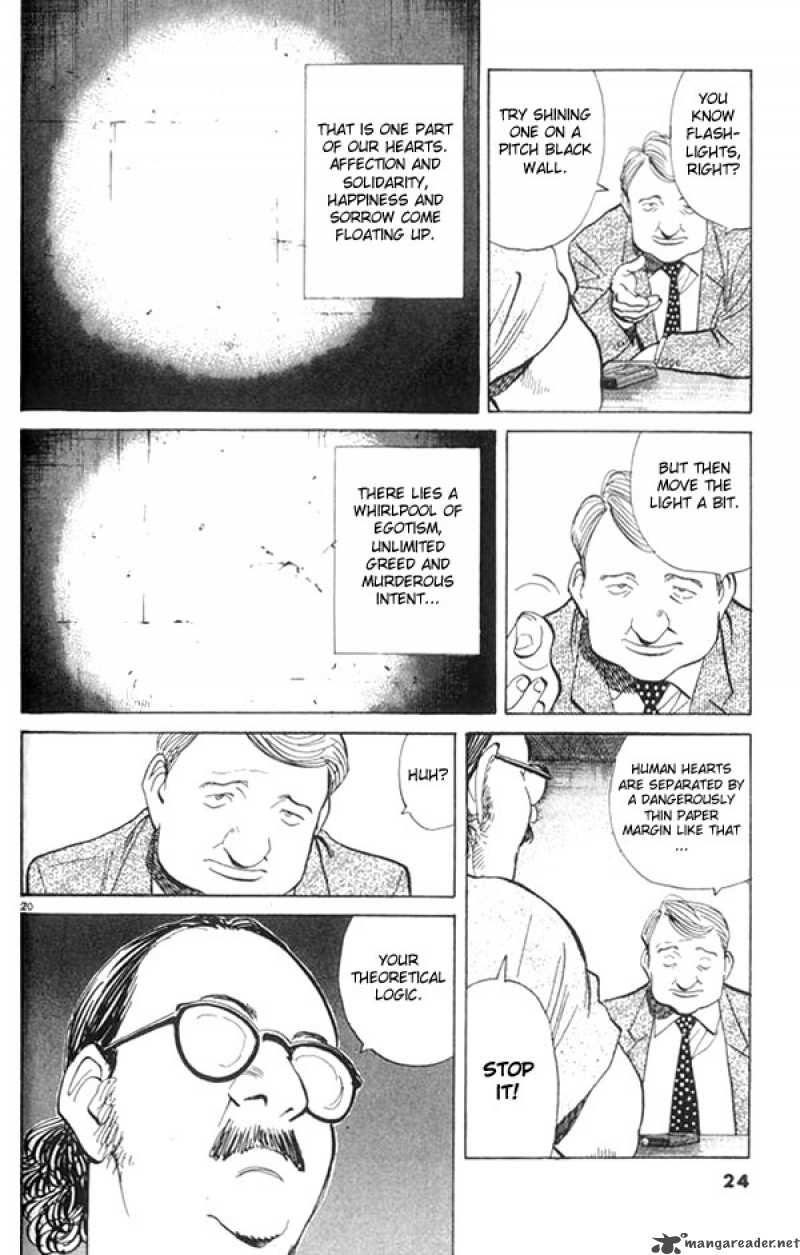 YOU
KNOW
FLASH-
LIGHTS,
RIGHT?
TRY SHINING
ONE ON A
PITCH BLACK
WALL.
THAT IS ONE PART
OF OUR HEARTS.
AFFECTION AND
SOLIDARITY,
HAPPINESS AND
SORROW COME
FLOATING UP.
BUT THEN
MOVE THE
LIGHT A BIT.
THERE LIES A
WHIRLPOOL OF
EGOTISM,
UNLIMITED
GREED AND
MURDEROUS
INTENT...
HUMAN HEARTS
ARE SEPARATED BY
A DANGEROUSLY
THIN PAPER
MARGIN LIKE THAT
...
STOP
IT!
HUH?
YOUR
THEORETICAL
LOGIC.
20
24
mangareader.net